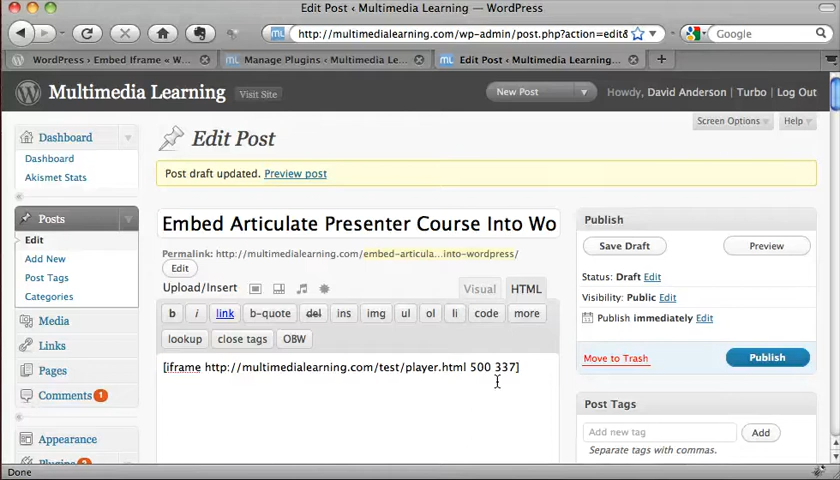 Edit Post ‹ Multimedia Learning — WordPress
http://multimedialearning.com/wp-admin/post.php?action=edit&
Google
WordPress › Embed Iframe « W...
Manage Plugins ‹ Multimedia Le...
Edit Post ‹ Multimedia Learning...
Multimedia Learning
Visit Site
New Post
Howdy, David Anderson | Turbo | Log Out
Screen Options
Help
Edit Post
Dashboard
Dashboard
Akismet Stats
Posts
Edit
Add New
Post Tags
Categories
Media
Links
Pages
Comments 1
Appearance
Plugins
Post draft updated. Preview post
Embed Articulate Presenter Course Into Wo
Permalink: http://multimedialearning.com/embed-articula...into-wordpress/
Edit
Upload/Insert
Visual
HTML
b i link b-quote del ins img ul ol li code more
lookup close tags OBW
[iframe http://multimedialearning.com/test/player.html 500 337]
Publish
Save Draft
Preview
Status: Draft Edit
Visibility: Public Edit
Publish immediately Edit
Move to Trash
Publish
Post Tags
Add new tag
Add
Separate tags with commas.
Done